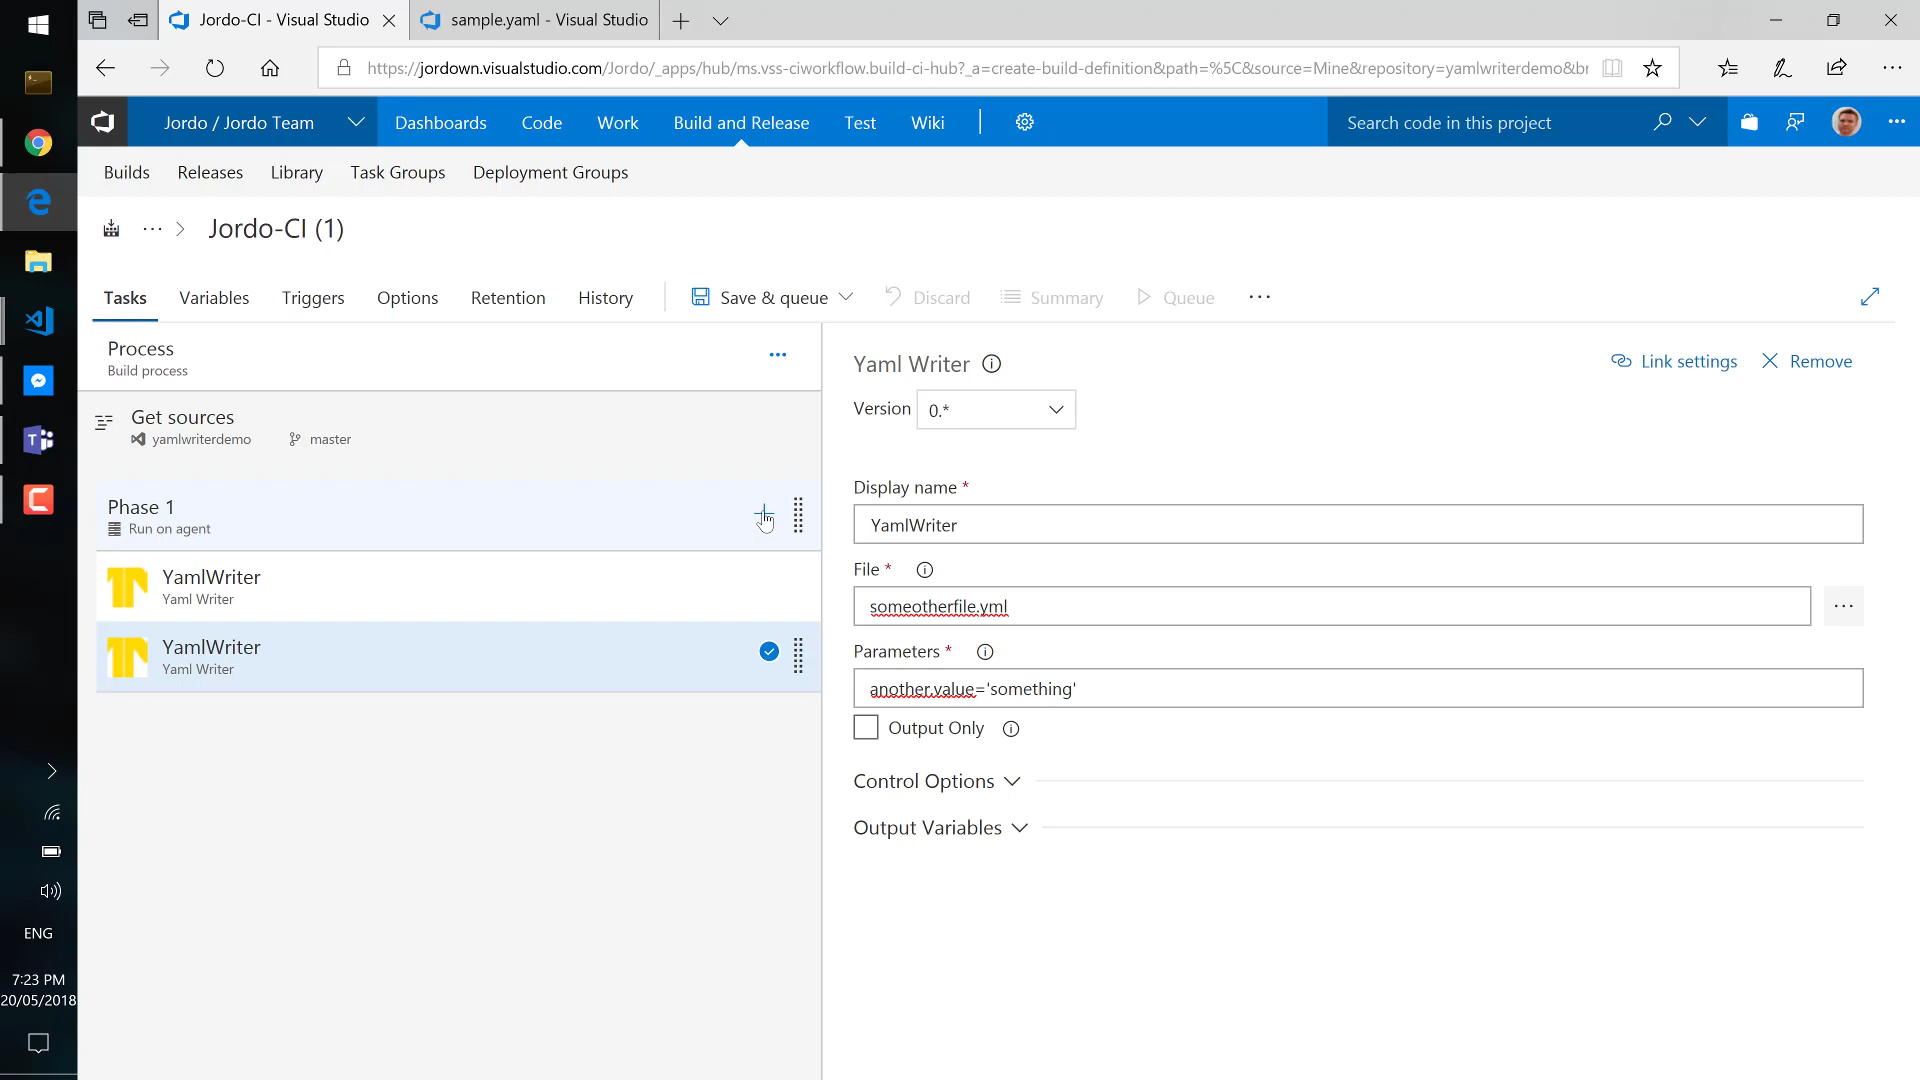 Jordo-CI - Visual Studio
sample.yaml - Visual Studio
https://jordown.visualstudio.com/Jordo/_apps/hub/ms.vss-ciworkflow.build-ci-hub?_a=create-build-definition&path=%5C&source=Mine&repository=yamlwriterdemo&br
Jordo / Jordo Team
Dashboards
Code
Work
Build and Release
Test
Wiki
Search code in this project
Builds
Releases
Library
Task Groups
Deployment Groups
... > Jordo-CI (1)
Tasks
Variables
Triggers
Options
Retention
History
Save & queue
Discard
Summary
Queue
...
Process
Build process
Get sources
yamlwriterdemo
master
Phase 1
Run on agent
YamlWriter
Yaml Writer
YamlWriter
Yaml Writer
Yaml Writer
Link settings
Remove
Version
0.*
Display name *
YamlWriter
File *
someotherfile.yml
...
Parameters *
another.value='something'
Output Only
Control Options
Output Variables
ENG
7:23 PM
20/05/2018